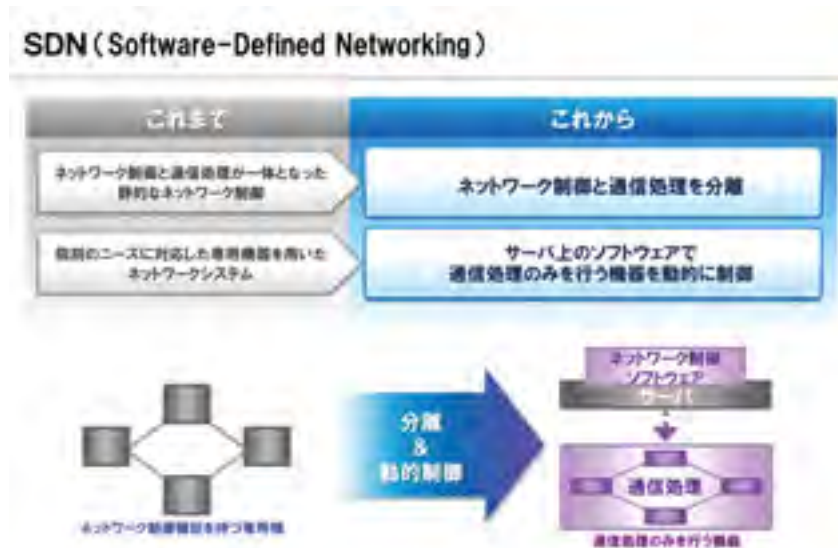 SDN（Software-Defined Networking）
これまで
これから
ネットワーク制御と通信処理が一体となった
静的なネットワーク制御
ネットワーク制御と通信処理を分離
個別のニーズに対応した専用機器を用いた
ネットワークシステム
サーバ上のソフトウェアで
通信処理のみを行う機器を動的に制御
ネットワーク制御
ソフトウェア
サーバ
分離
&
動的制御
通信処理
ネットワーク制御機能を持つ専用機
通信処理のみを行う機器